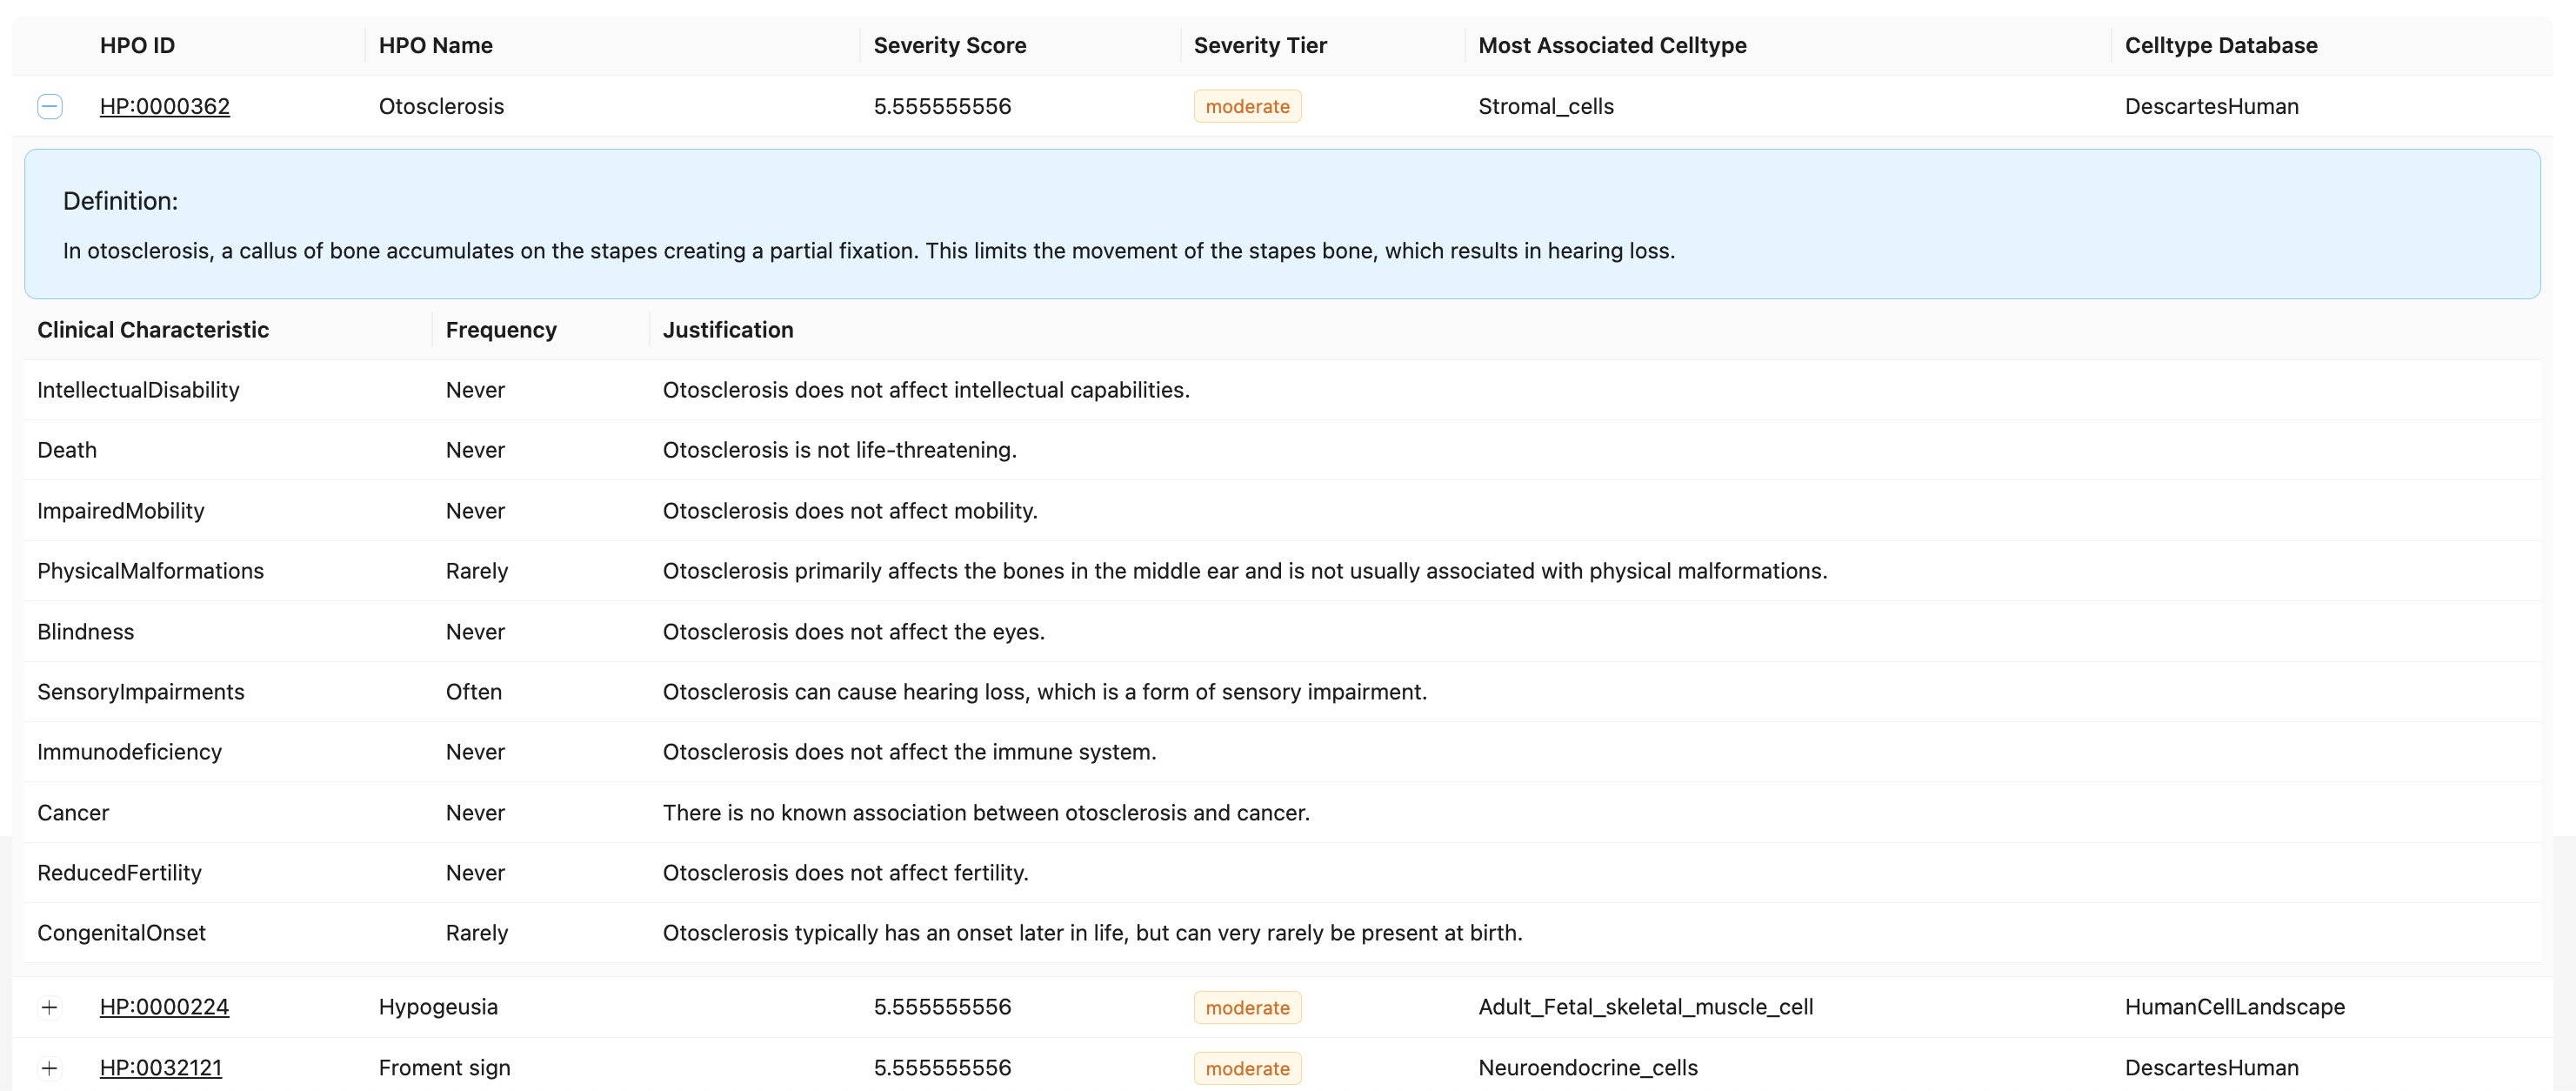 HPO ID HPO Name Severity Score Severity Tier Most Associated Celltype Celltype Database
HP:0000362 Otosclerosis 5.555555556 moderate Stromal_cells DescartesHuman
Definition:
In otosclerosis, a callus of bone accumulates on the stapes creating a partial fixation. This limits the movement of the stapes bone, which results in hearing loss.
Clinical Characteristic Frequency Justification
IntellectualDisability Never Otosclerosis does not affect intellectual capabilities.
Death Never Otosclerosis is not life-threatening.
ImpairedMobility Never Otosclerosis does not affect mobility.
PhysicalMalformations Rarely Otosclerosis primarily affects the bones in the middle ear and is not usually associated with physical malformations.
Blindness Never Otosclerosis does not affect the eyes.
SensoryImpairments Often Otosclerosis can cause hearing loss, which is a form of sensory impairment.
Immunodeficiency Never Otosclerosis does not affect the immune system.
Cancer Never There is no known association between otosclerosis and cancer.
ReducedFertility Never Otosclerosis does not affect fertility.
CongenitalOnset Rarely Otosclerosis typically has an onset later in life, but can very rarely be present at birth.
HP:0000224 Hypogeusia 5.555555556 moderate Adult_Fetal_skeletal_muscle_cell HumanCellLandscape
HP:0032121 Froment sign 5.555555556 moderate Neuroendocrine_cells DescartesHuman